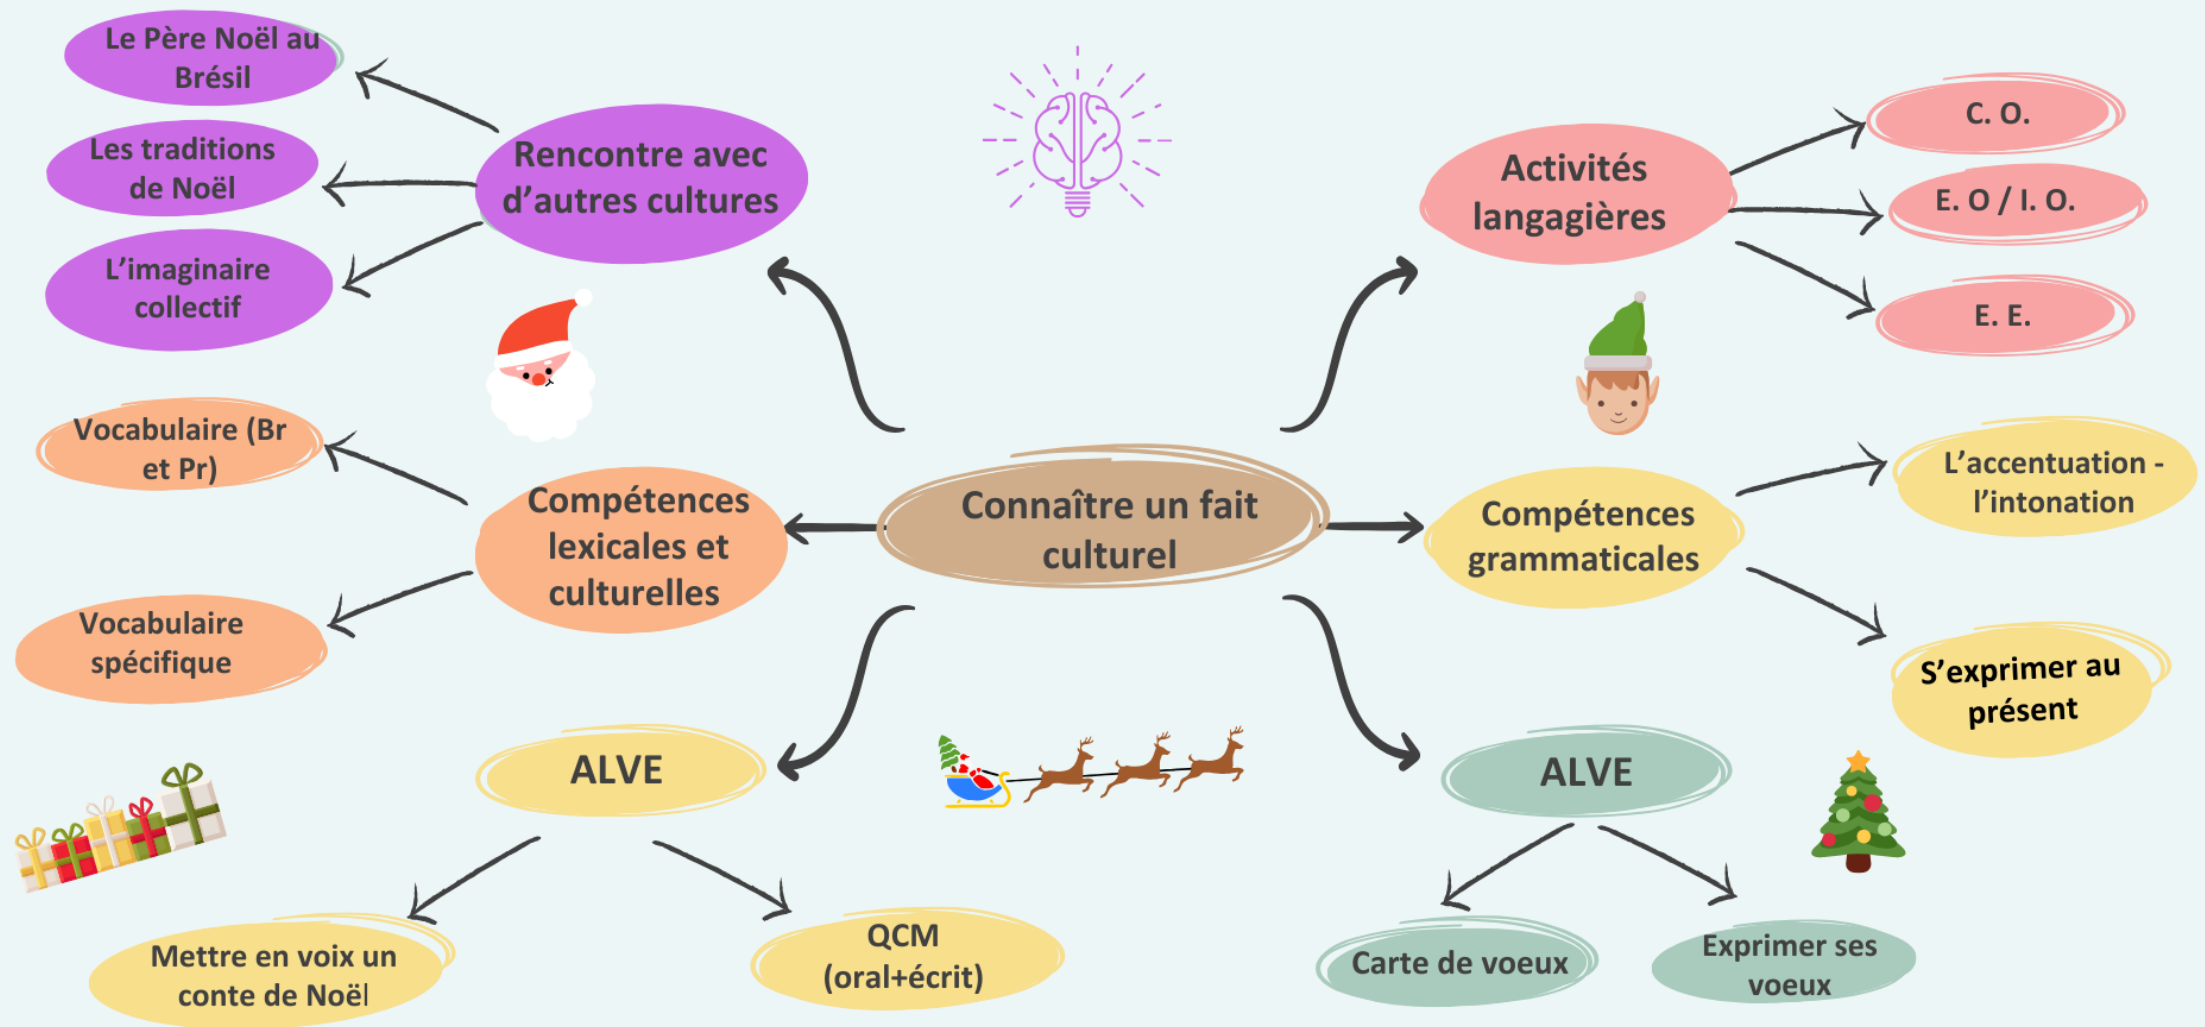 Le Père Noël au
Brésil
Les traditions
de Noël
L’imaginaire
collectif
Rencontre avec
d’autres cultures
Activités
langagières
C. O.
E. O / I. O.
E. E.
Vocabulaire (Br
et Pr)
Vocabulaire
spécifique
Compétences
lexicales et
culturelles
Connaître un fait
culturel
Compétences
grammaticales
L’accentuation -
l’intonation
S’exprimer au
présent
ALVE
Mettre en voix un
conte de Noël
QCM
(oral+écrit)
ALVE
Carte de voeux
Exprimer ses
voeux